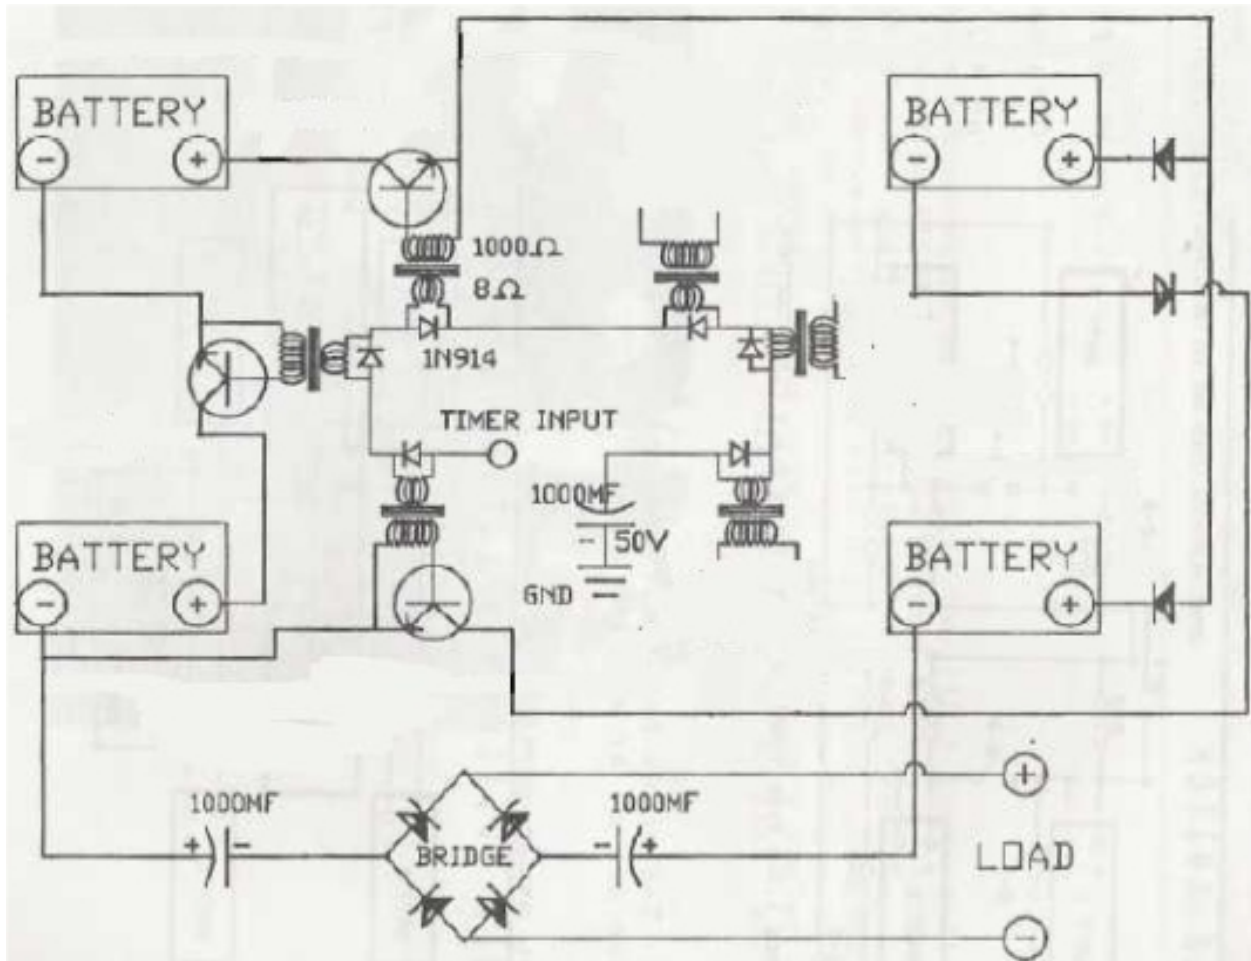 BATTERY
BATTERY
- +
- +
1000Ω
8Ω
1N914
TIMER INPUT
1000MF
BATTERY
BATTERY
- 50V
- +
- +
GND
+
1000MF
1000MF
+ -
BRIDGE
- +
LOAD
-